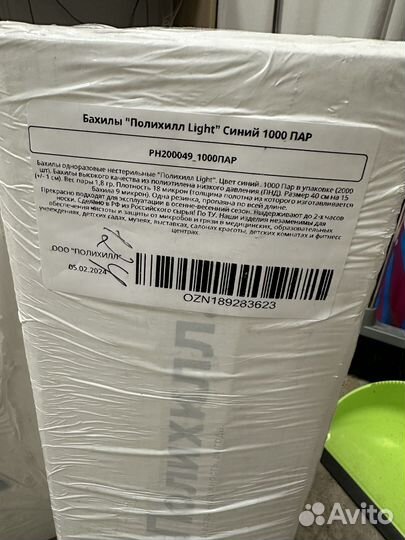 Бахилы "Полихилл Light" Синий 1000 ПАР
PH200049_1000ПАР
Бахилы одноразовые нестерильные "Полихилл Light". Цвет синий. 1000 Пар в упаковке (2000
шт). Бахилы высокого качества из полиэтилена низкого давления (ПНД). Размер 40 см на 15
(+/- 1 см). Вес пары 1,8 гр. Плотность 18 микрон (толщина полотна из которого изготавливается
бахила 9 микрон). Одна резинка, пропаяна по всей длине.
Прекрасно подходят для эксплуатации в осенне-весенний сезон. Выдерживают до 2-х часов
носки. Сделано в РФ из Российского сырья! По ТУ. Наши изделия незаменимы для
обеспечения чистоты и защиты от микробов и грязи в медицинских, образовательных
учреждениях, детских садах, музеях, выставках, салонах красоты, детских комнатах и фитнесс
центрах.
ООО "ПОЛИХИЛЛ"
05.02.2024
OZN189283623
ПОЛИХИЛЛ
Avito